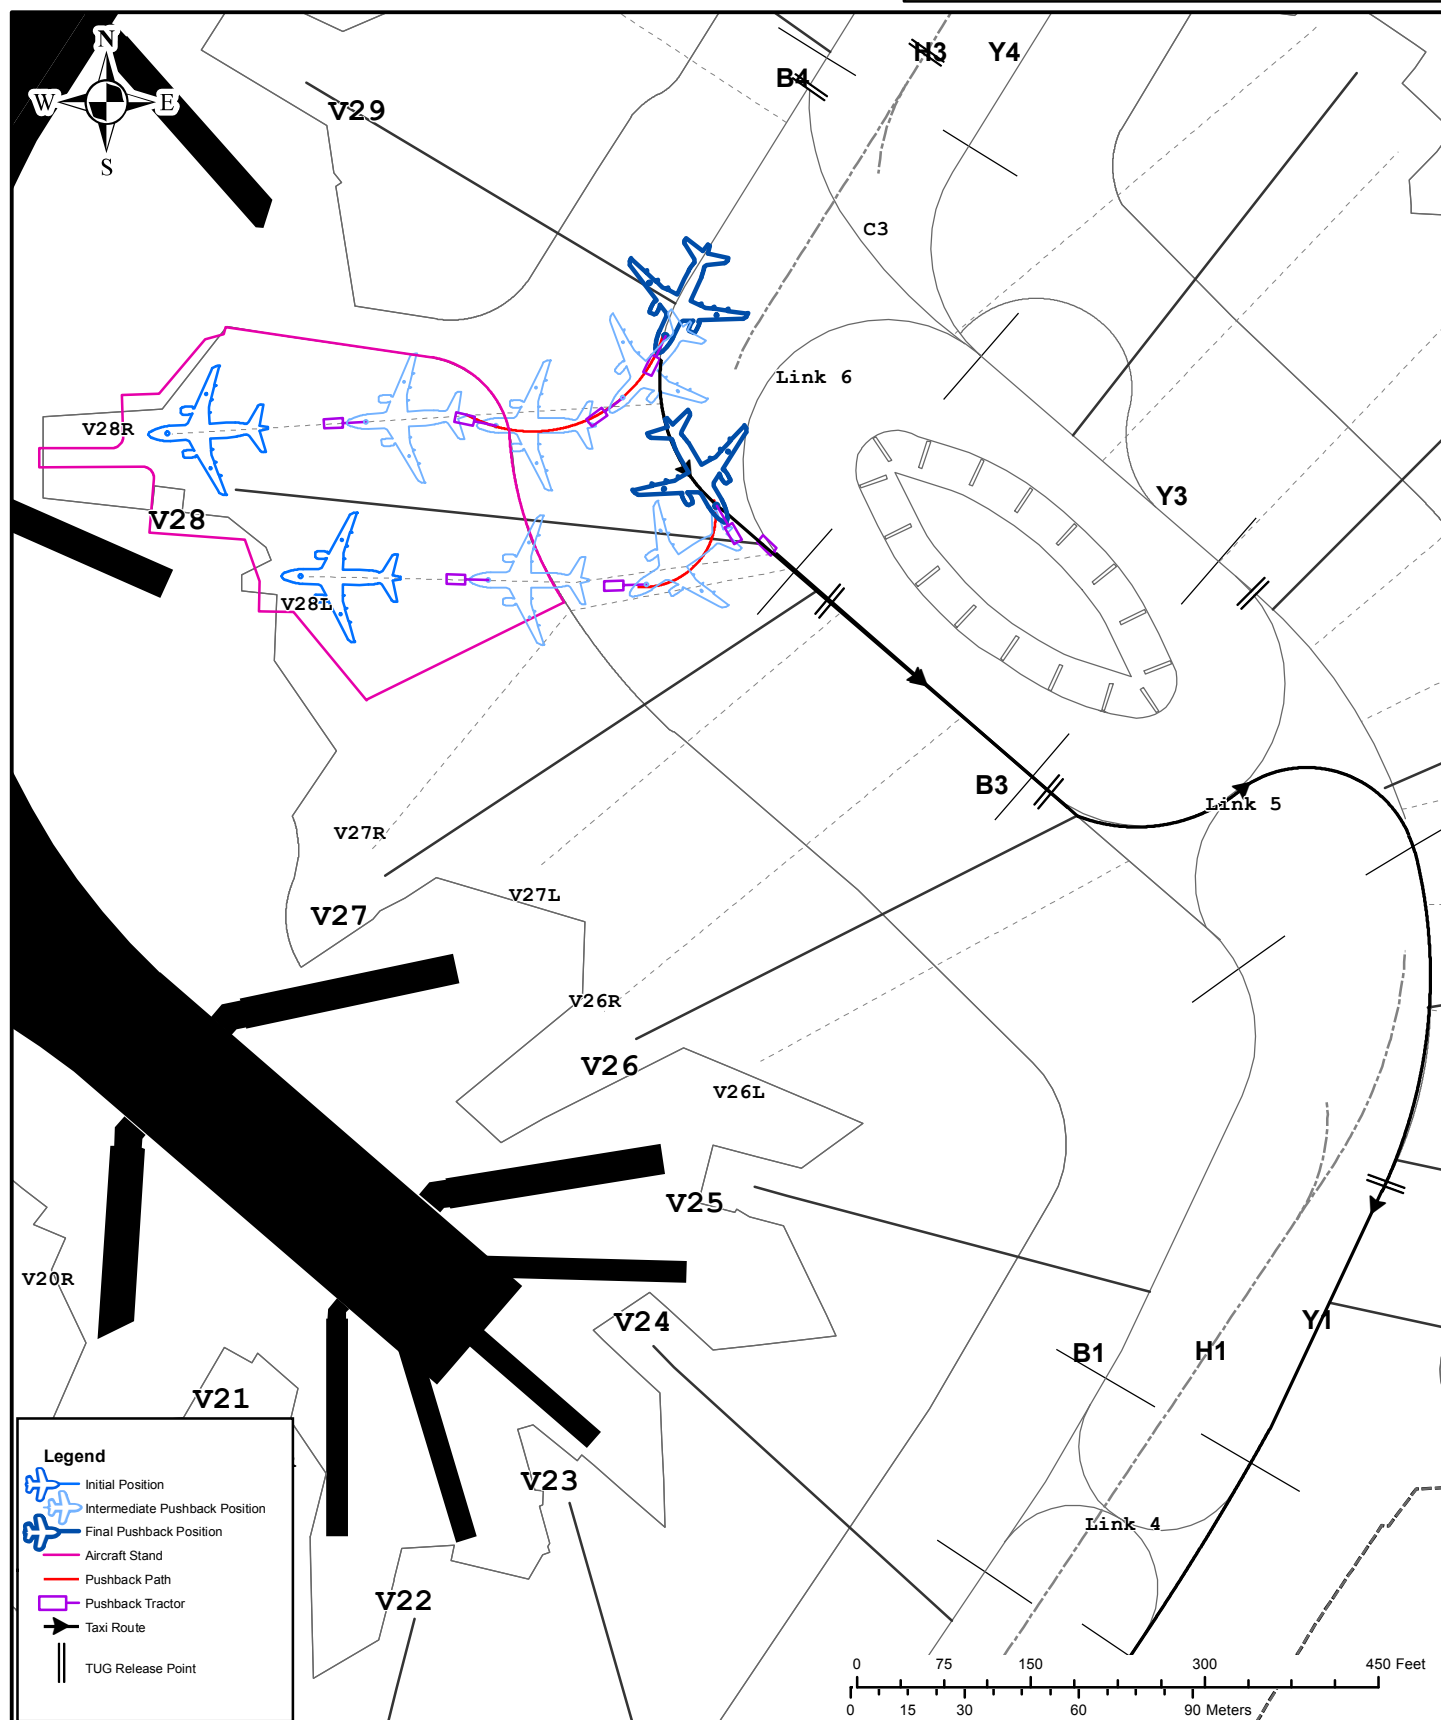 N
W E
S
V29
B4
H3
Y4
C3
Link 6
V28R
V28
V28L
Y3
B3
Link 5
V27R
V27
V27L
V26R
V26
V26L
V25
V20R
V24
Y1
B1
H1
V21
V23
Link 4
V22
Legend
Initial Position
Intermediate Pushback Position
Final Pushback Position
Aircraft Stand
Pushback Path
Pushback Tractor
Taxi Route
TUG Release Point
0 75 150 300 450 Feet
0 15 30 60 90 Meters